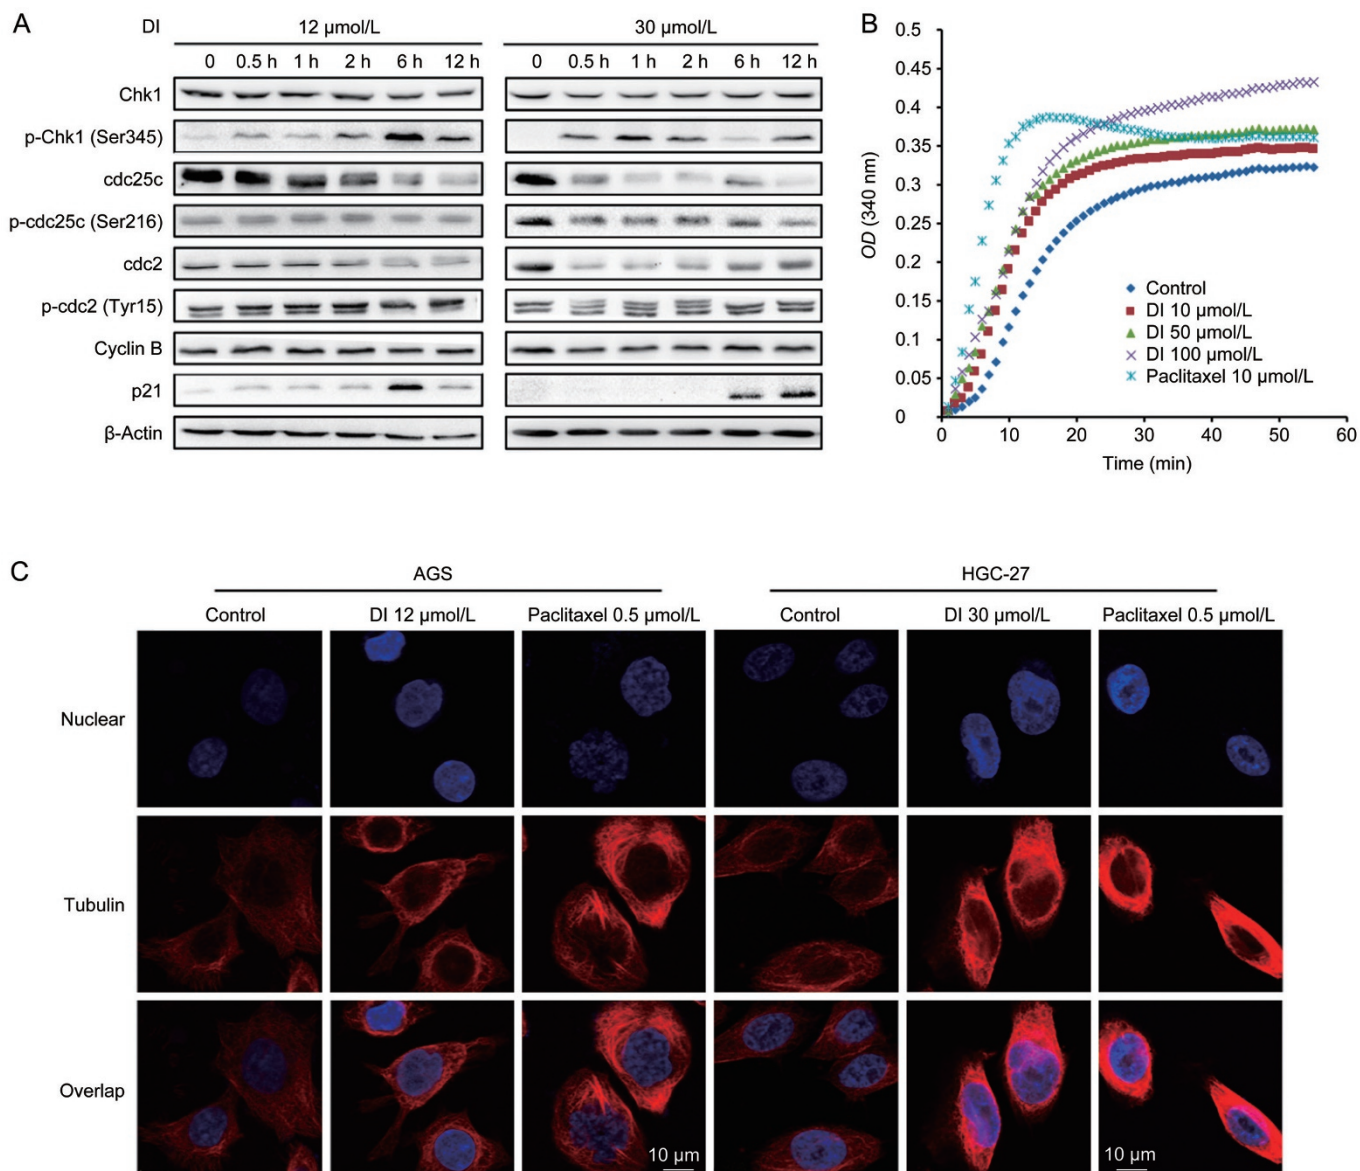 A
DI
12 µmol/L
30 µmol/L
0 0.5 h 1 h 2 h 6 h 12 h
0 0.5 h 1 h 2 h 6 h 12 h
Chk1
p-Chk1 (Ser345)
cdc25c
p-cdc25c (Ser216)
cdc2
p-cdc2 (Tyr15)
Cyclin B
p21
β-Actin
B
OD (340 nm)
0.5
0.45
0.4
0.35
0.3
0.25
0.2
0.15
0.1
0.05
0
Control
DI 10 µmol/L
DI 50 µmol/L
DI 100 µmol/L
Paclitaxel 10 µmol/L
0 10 20 30 40 50 60
Time (min)
C
AGS
HGC-27
Control DI 12 µmol/L Paclitaxel 0.5 µmol/L Control DI 30 µmol/L Paclitaxel 0.5 µmol/L
Nuclear
Tubulin
Overlap
10 µm
10 µm